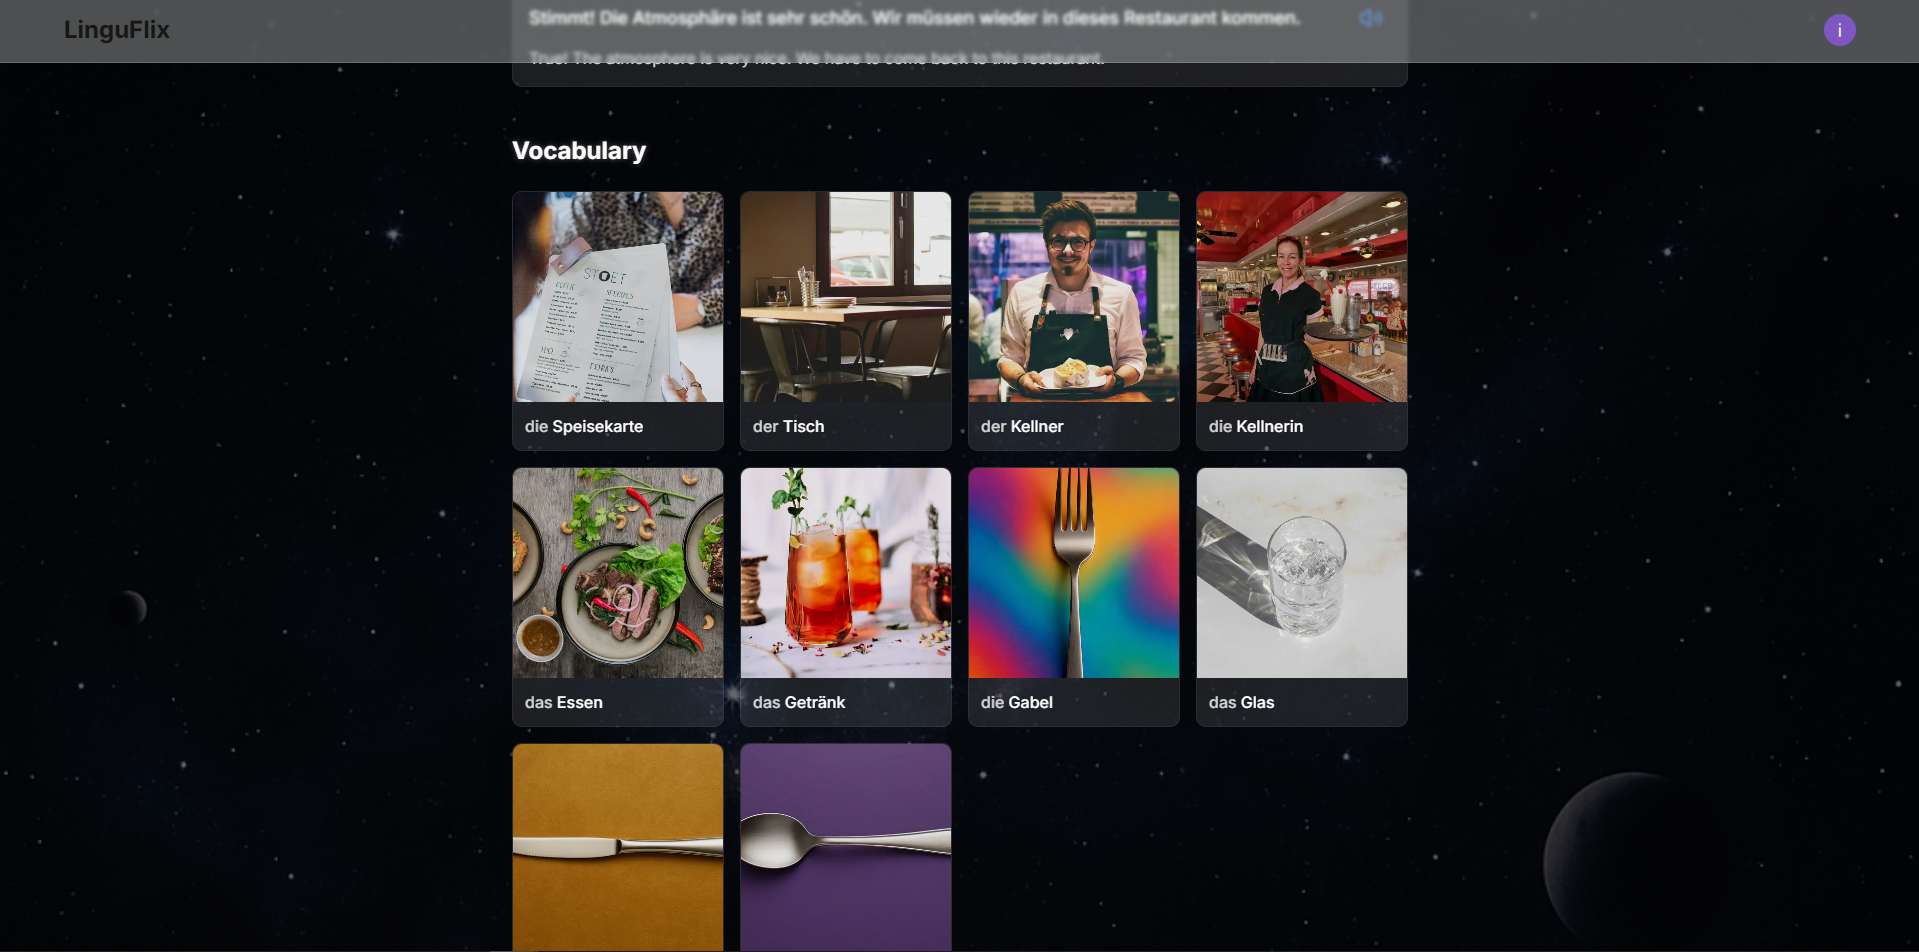 LinguFlix
i
Stimmt! Die Atmosphäre ist sehr schön. Wir müssen wieder in dieses Restaurant kommen.
True! The atmosphere is very nice. We have to come back to this restaurant.
Vocabulary
STOET
SPECIALS
EXTRA'S
die Speisekarte
der Tisch
der Kellner
die Kellnerin
das Essen
das Getränk
die Gabel
das Glas